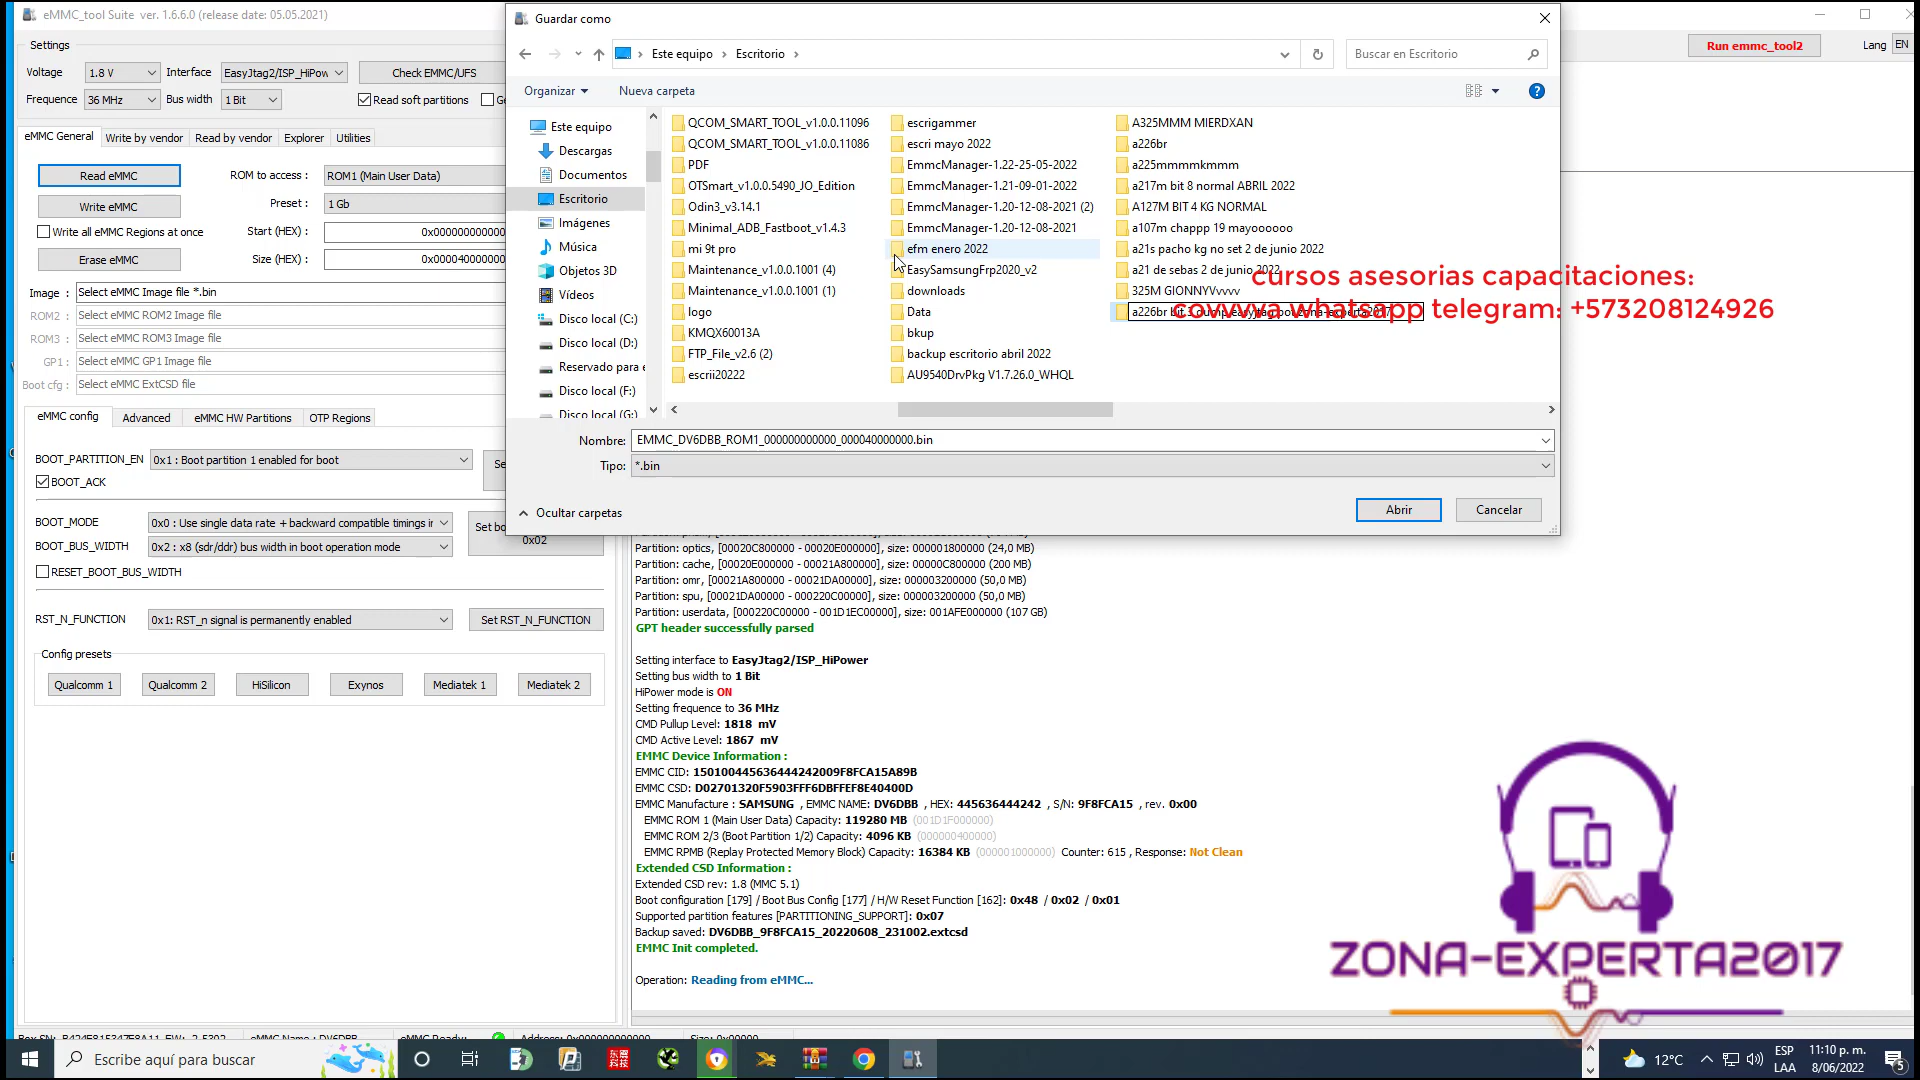 eMMC_tool Suite  ver. 1.6.6.0 (release date: 05.05.2021)
Settings
Voltage
1.8 V
Interface
EasyJtag2/ISP_HiPow
Check EMMC/UFS
Frequence
36 MHz
Bus width
1 Bit
Read soft partitions
Run emmc_tool2
Lang
EN
eMMC General
Write by vendor
Read by vendor
Explorer
Utilities
Read eMMC
ROM to access :
ROM1 (Main User Data)
Write eMMC
Preset :
1 Gb
Write all eMMC Regions at once
Start (HEX) :
0x000000000000
Erase eMMC
Size (HEX) :
0x000040000000
Image :
Select eMMC Image file *.bin
ROM2 :
Select eMMC ROM2 Image file
ROM3 :
Select eMMC ROM3 Image file
GP1 :
Select eMMC GP1 Image file
Boot cfg :
Select eMMC ExtCSD file
eMMC config
Advanced
eMMC HW Partitions
OTP Regions
BOOT_PARTITION_EN
0x1 : Boot partition 1 enabled for boot
Se
BOOT_ACK
BOOT_MODE
0x0 : Use single data rate + backward compatible timings ir
Set bo
0x02
BOOT_BUS_WIDTH
0x2 : x8 (sdr/ddr) bus width in boot operation mode
RESET_BOOT_BUS_WIDTH
RST_N_FUNCTION
0x1: RST_n signal is permanently enabled
Set RST_N_FUNCTION
Config presets
Qualcomm 1
Qualcomm 2
HiSilicon
Exynos
Mediatek 1
Mediatek 2
Guardar como
Este equipo
Escritorio
Buscar en Escritorio
Organizar
Nueva carpeta
Este equipo
Descargas
Documentos
Escritorio
Imágenes
Música
Objetos 3D
Vídeos
Disco local (C:)
Disco local (D:)
Reservado para e
Disco local (F:)
Disco local (G:)
QCOM_SMART_TOOL_v1.0.0.11096
QCOM_SMART_TOOL_v1.0.0.11086
PDF
OTSmart_v1.0.0.5490_JO_Edition
Odin3_v3.14.1
Minimal_ADB_Fastboot_v1.4.3
mi 9t pro
Maintenance_v1.0.0.1001 (4)
Maintenance_v1.0.0.1001 (1)
logo
KMQX60013A
FTP_File_v2.6 (2)
escrii20222
escrigammer
escri mayo 2022
EmmcManager-1.22-25-05-2022
EmmcManager-1.21-09-01-2022
EmmcManager-1.20-12-08-2021 (2)
EmmcManager-1.20-12-08-2021
efm enero 2022
EasySamsungFrp2020_v2
downloads
Data
bkup
backup escritorio abril 2022
AU9540DrvPkg V1.7.26.0_WHQL
A325MMM MIERDXAN
a226br
a225mmmmkmmm
a217m bit 8 normal ABRIL 2022
A127M BIT 4 KG NORMAL
a107m chappp 19 mayoooooo
a21s pacho kg no set 2 de junio 2022
a21 de sebas 2 de junio 2022
325M GIONNYVvvvv
a226br bit 3 dump easy jtag por zona-experta2017
cursos asesorias capacitaciones:
covvvya whatsapp telegram: +573208124926
Nombre:
EMMC_DV6DBB_ROM1_000000000000_000040000000.bin
Tipo:
*.bin
Ocultar carpetas
Abrir
Cancelar
Partition: optics, [00020C800000 - 00020E000000], size: 000001800000 (24,0 MB)
Partition: cache, [00020E000000 - 00021A800000], size: 00000C800000 (200 MB)
Partition: omr, [00021A800000 - 00021DA00000], size: 000003200000 (50,0 MB)
Partition: spu, [00021DA00000 - 000220C00000], size: 000003200000 (50,0 MB)
Partition: userdata, [000220C00000 - 001D1EC00000], size: 001AFE000000 (107 GB)
GPT header successfully parsed
Setting interface to EasyJtag2/ISP_HiPower
Setting bus width to 1 Bit
HiPower mode is ON
Setting frequence to 36 MHz
CMD Pullup Level: 1818  mV
CMD Active Level: 1867  mV
EMMC Device Information :
EMMC CID: 150100445636444242009F8FCA15A89B
EMMC CSD: D02701320F5903FFF6DBFFEF8E40400D
EMMC Manufacture : SAMSUNG , EMMC NAME: DV6DBB , HEX: 445636444242 , S/N: 9F8FCA15 , rev. 0x00
EMMC ROM 1 (Main User Data) Capacity: 119280 MB (001D1F000000)
EMMC ROM 2/3 (Boot Partition 1/2) Capacity: 4096 KB (000000400000)
EMMC RPMB (Replay Protected Memory Block) Capacity: 16384 KB (000001000000) Counter: 615 , Response: Not Clean
Extended CSD Information :
Extended CSD rev: 1.8 (MMC 5.1)
Boot configuration [179] / Boot Bus Config [177] / H/W Reset Function [162]: 0x48 / 0x02 / 0x01
Supported partition features [PARTITIONING_SUPPORT]: 0x07
Backup saved: DV6DBB_9F8FCA15_20220608_231002.extcsd
EMMC Init completed.
Operation: Reading from eMMC...
ZONA-EXPERTA2017
Escribe aquí para buscar
12°C
ESP
LAA
11:10 p. m.
8/06/2022
5